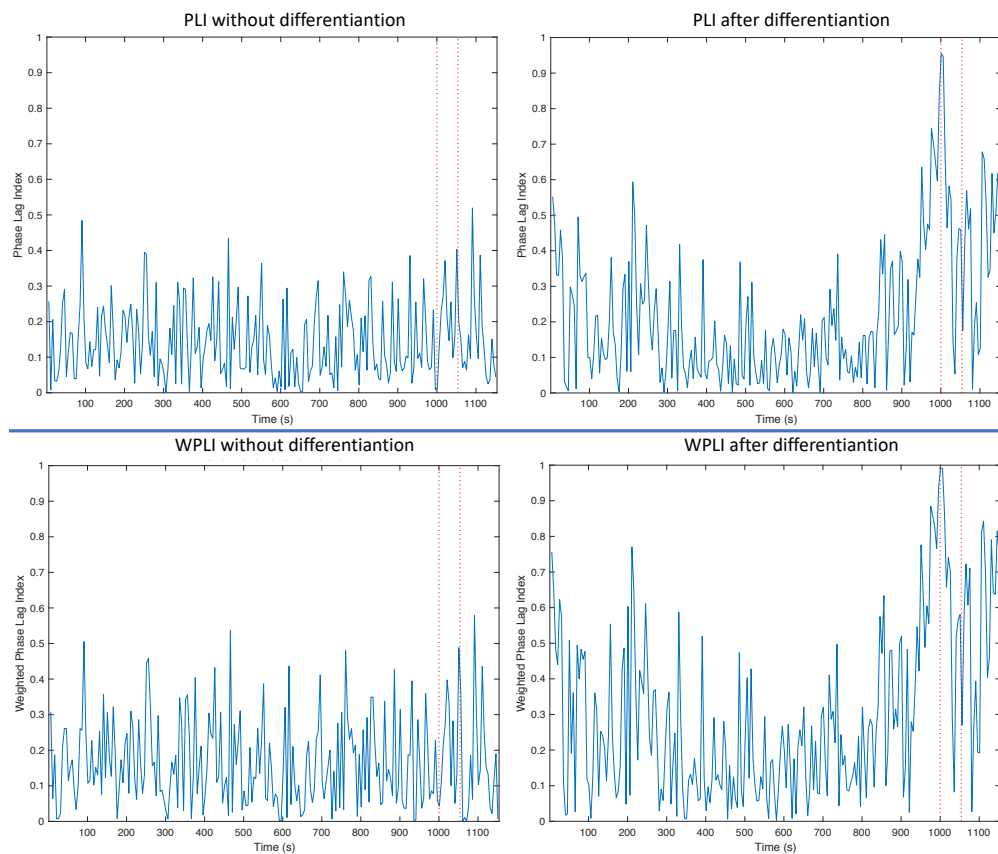 PLI without differentiantion
1
0.9
0.8
0.7
0.6
0.5
0.4
0.3
0.2
0.1
0
Phase Lag Index
100 200 300 400 500 600 700 800 900 1000 1100
Time (s)
PLI after differentiantion
1
0.9
0.8
0.7
0.6
0.5
0.4
0.3
0.2
0.1
0
Phase Lag Index
100 200 300 400 500 600 700 800 900 1000 1100
Time (s)
WPLI without differentiantion
1
0.9
0.8
0.7
0.6
0.5
0.4
0.3
0.2
0.1
0
Weighted Phase Lag Index
100 200 300 400 500 600 700 800 900 1000 1100
Time (s)
WPLI after differentiantion
1
0.9
0.8
0.7
0.6
0.5
0.4
0.3
0.2
0.1
0
Weighted Phase Lag Index
100 200 300 400 500 600 700 800 900 1000 1100
Time (s)